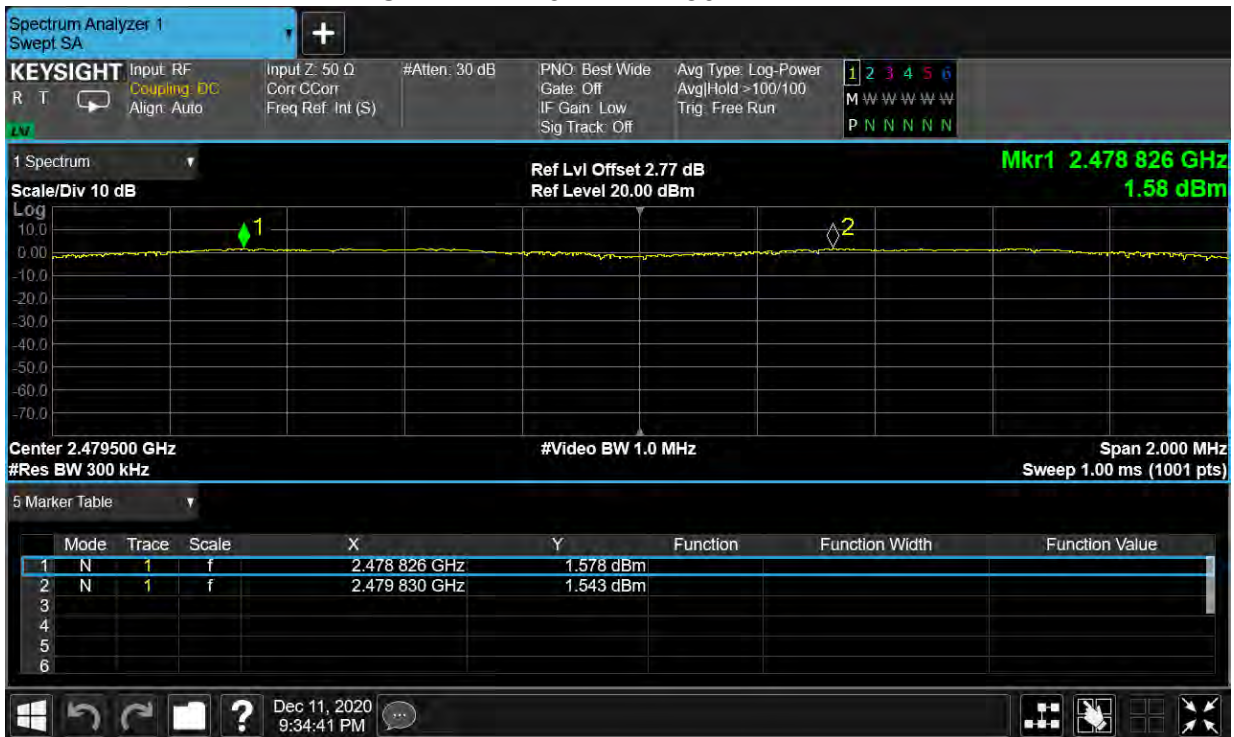 Spectrum Analyzer 1
Swept SA
KEYSIGHT
R T
LXI
Input: RF
Coupling: DC
Align: Auto
Input Z: 50 Ω
Corr CCorr
Freq Ref: Int (S)
#Atten: 30 dB
PNO: Best Wide
Gate: Off
IF Gain: Low
Sig Track: Off
Avg Type: Log-Power
Avg|Hold >100/100
Trig: Free Run
1 2 3 4 5 6
M W W W W W
P N N N N N
1 Spectrum
Scale/Div 10 dB
Ref Lvl Offset 2.77 dB
Ref Level 20.00 dBm
Mkr1 2.478 826 GHz
1.58 dBm
Log
10.0
0.00
-10.0
-20.0
-30.0
-40.0
-50.0
-60.0
-70.0
1
2
Center 2.479500 GHz
#Video BW 1.0 MHz
Span 2.000 MHz
#Res BW 300 kHz
Sweep 1.00 ms (1001 pts)
5 Marker Table
Mode Trace Scale X Y Function Function Width Function Value
1 N 1 f 2.478 826 GHz 1.578 dBm
2 N 1 f 2.479 830 GHz 1.543 dBm
3
4
5
6
?
Dec 11, 2020
9:34:41 PM